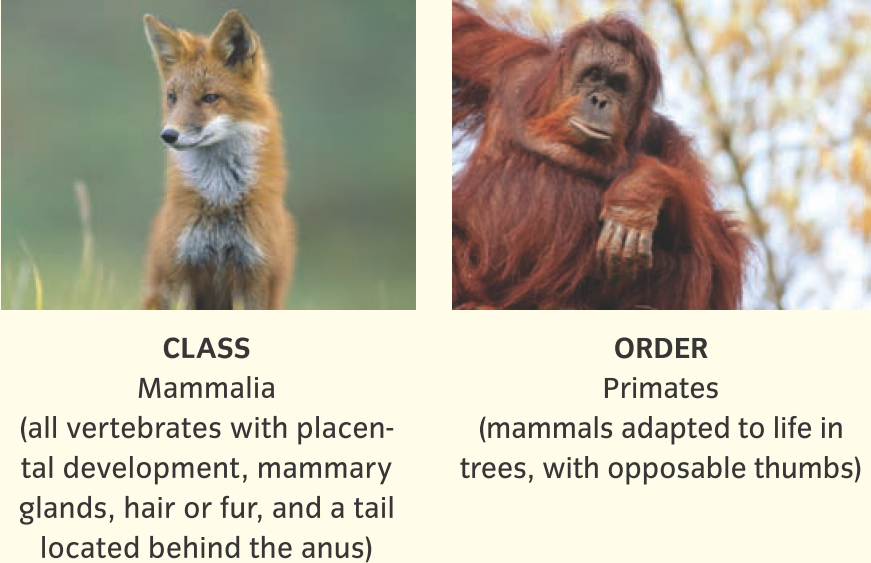 CLASS
Mammalia
(all vertebrates with placen-
tal development, mammary
glands, hair or fur, and a tail
located behind the anus)
ORDER
Primates
(mammals adapted to life in
trees, with opposable thumbs)